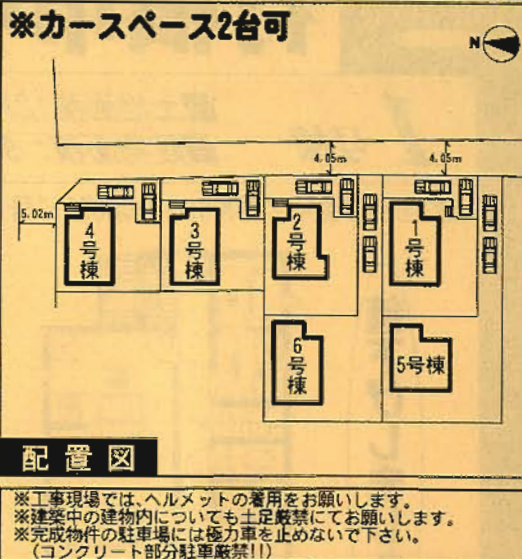 ※カースペース2台可
N
4.05m
4.05m
5.02m
4号棟
3号棟
2号棟
1号棟
6号棟
5号棟
配置図
※工事現場では、ヘルメットの着用をお願いします。
※建築中の建物内についても土足厳禁にてお願いします。
※完成物件の駐車場には極力車を止めないで下さい。
(コンクリート部分駐車厳禁!!)